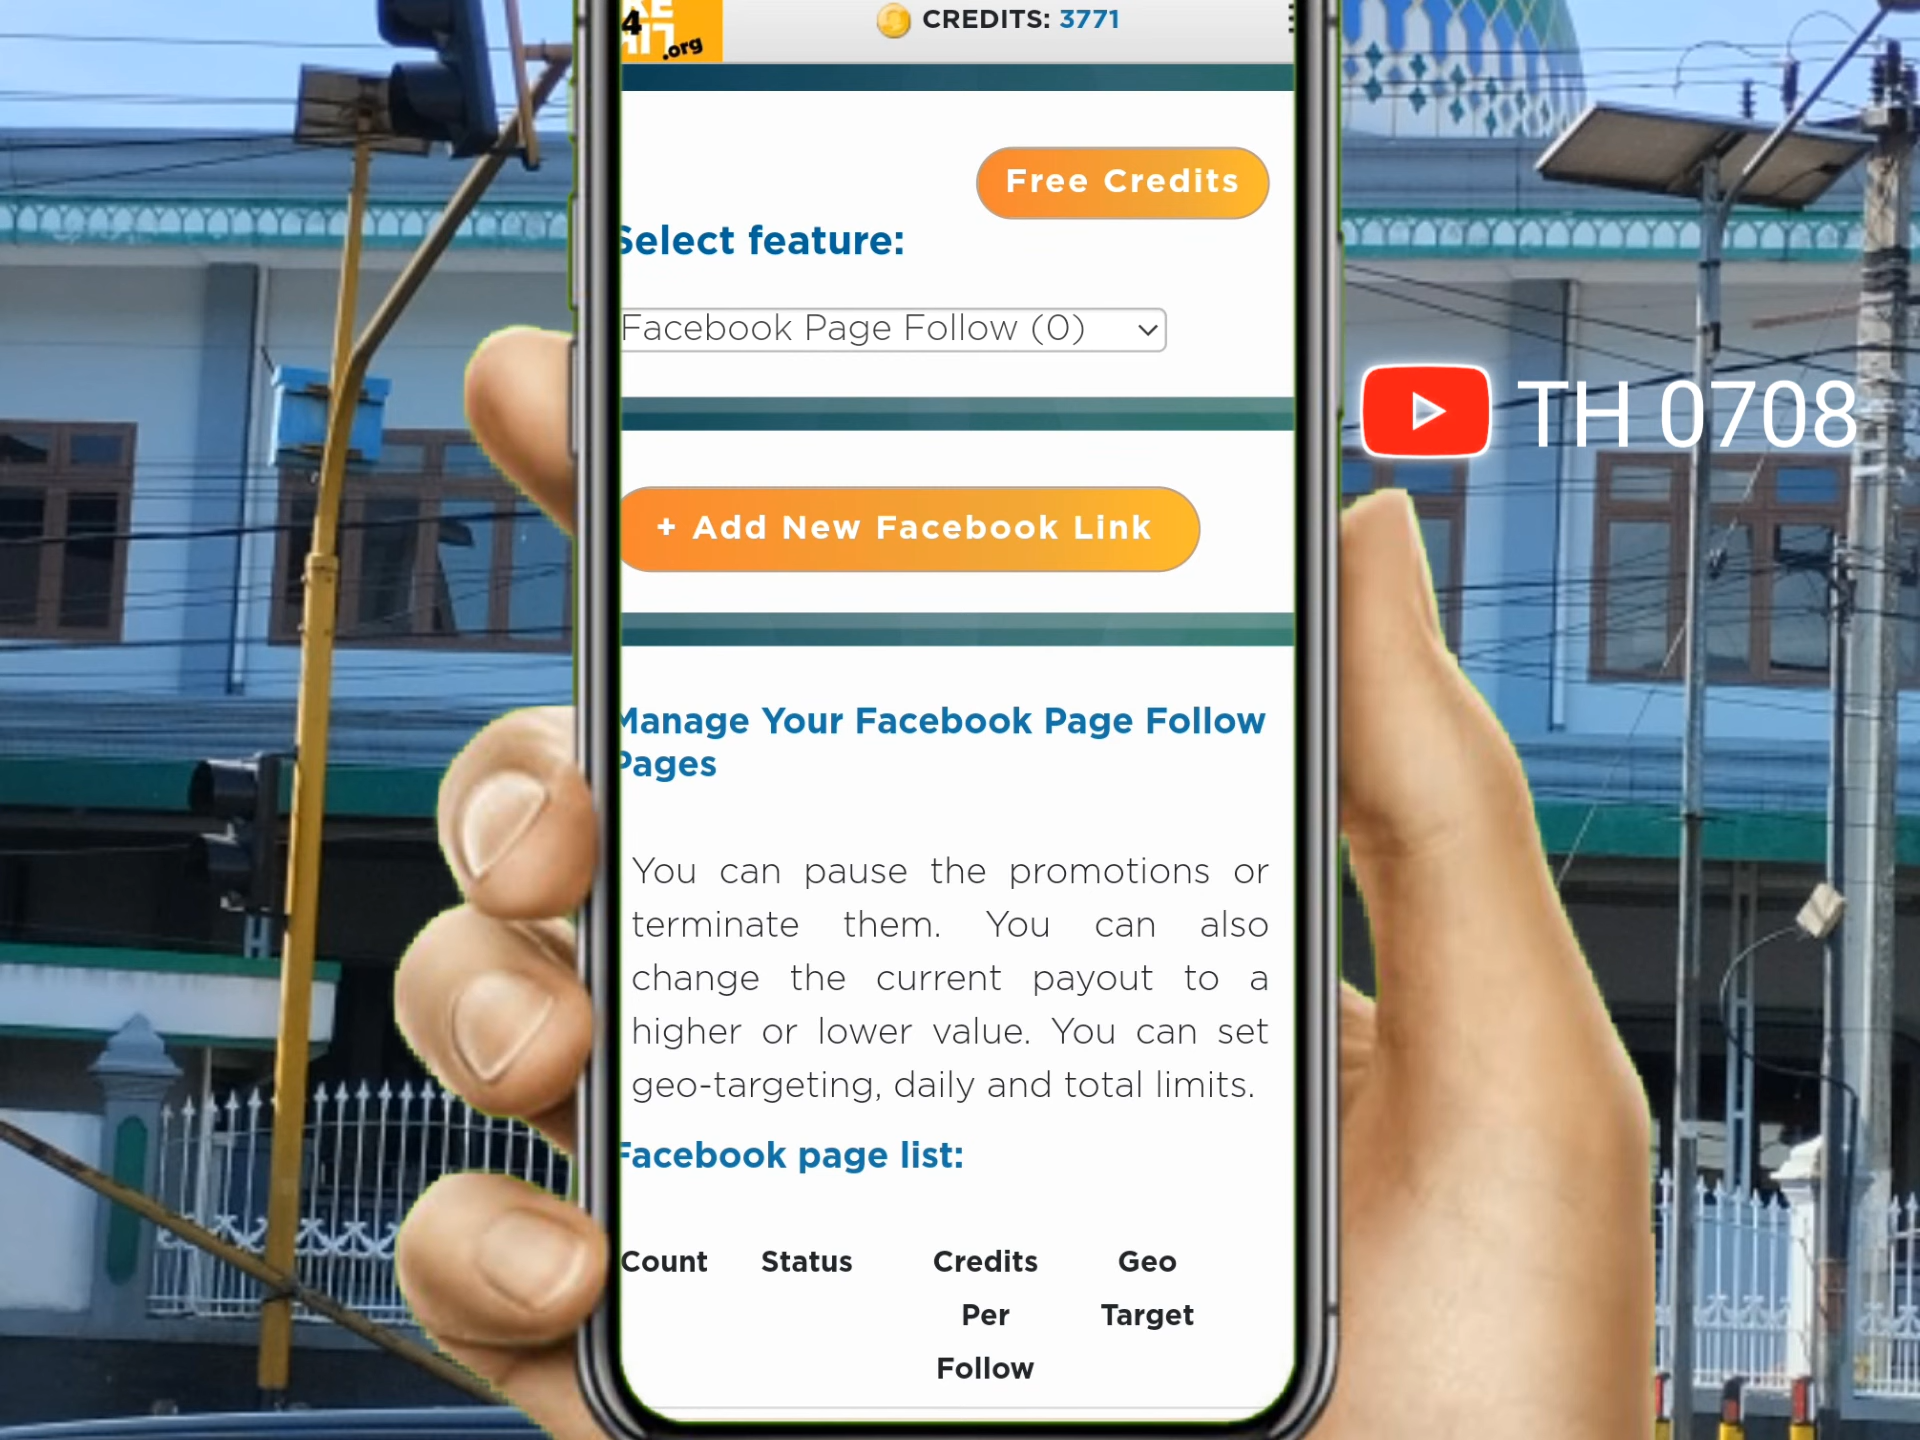 4
.org
CREDITS: 3771
Free Credits
Select feature:
Facebook Page Follow (0)
TH 0708
+ Add New Facebook Link
Manage Your Facebook Page Follow
Pages
You can pause the promotions or
terminate them. You can also
change the current payout to a
higher or lower value. You can set
geo-targeting, daily and total limits.
Facebook page list:
Count Status Credits Per Follow Geo Target